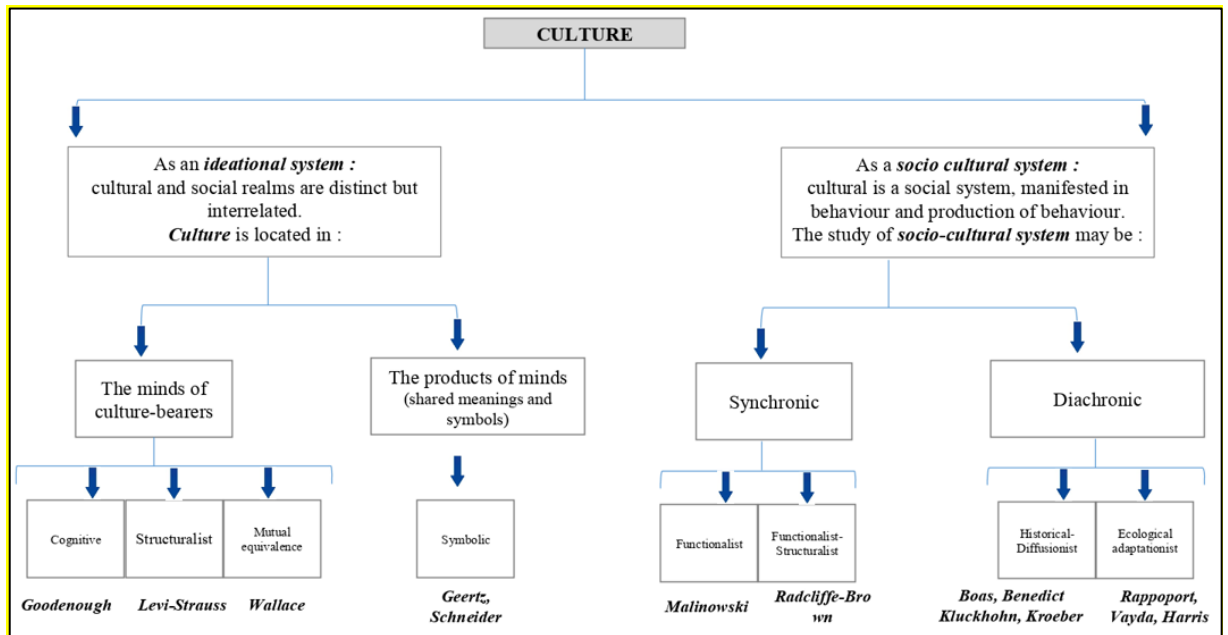 CULTURE
As an ideational system :
cultural and social realms are distinct but
interrelated.
Culture is located in :
As a socio cultural system :
cultural is a social system, manifested in
behaviour and production of behaviour.
The study of socio-cultural system may be :
The minds of
culture-bearers
The products of minds
(shared meanings and
symbols)
Synchronic
Diachronic
Cognitive
Structuralist
Mutual
equivalence
Symbolic
Functionalist
Functionalist-
Structuralist
Historical-
Diffusionist
Ecological
adaptationist
Goodenough
Levi-Strauss
Wallace
Geertz,
Schneider
Malinowski
Radcliffe-Bro
wn
Boas, Benedict
Kluckhohn, Kroeber
Rappoport,
Vayda, Harris